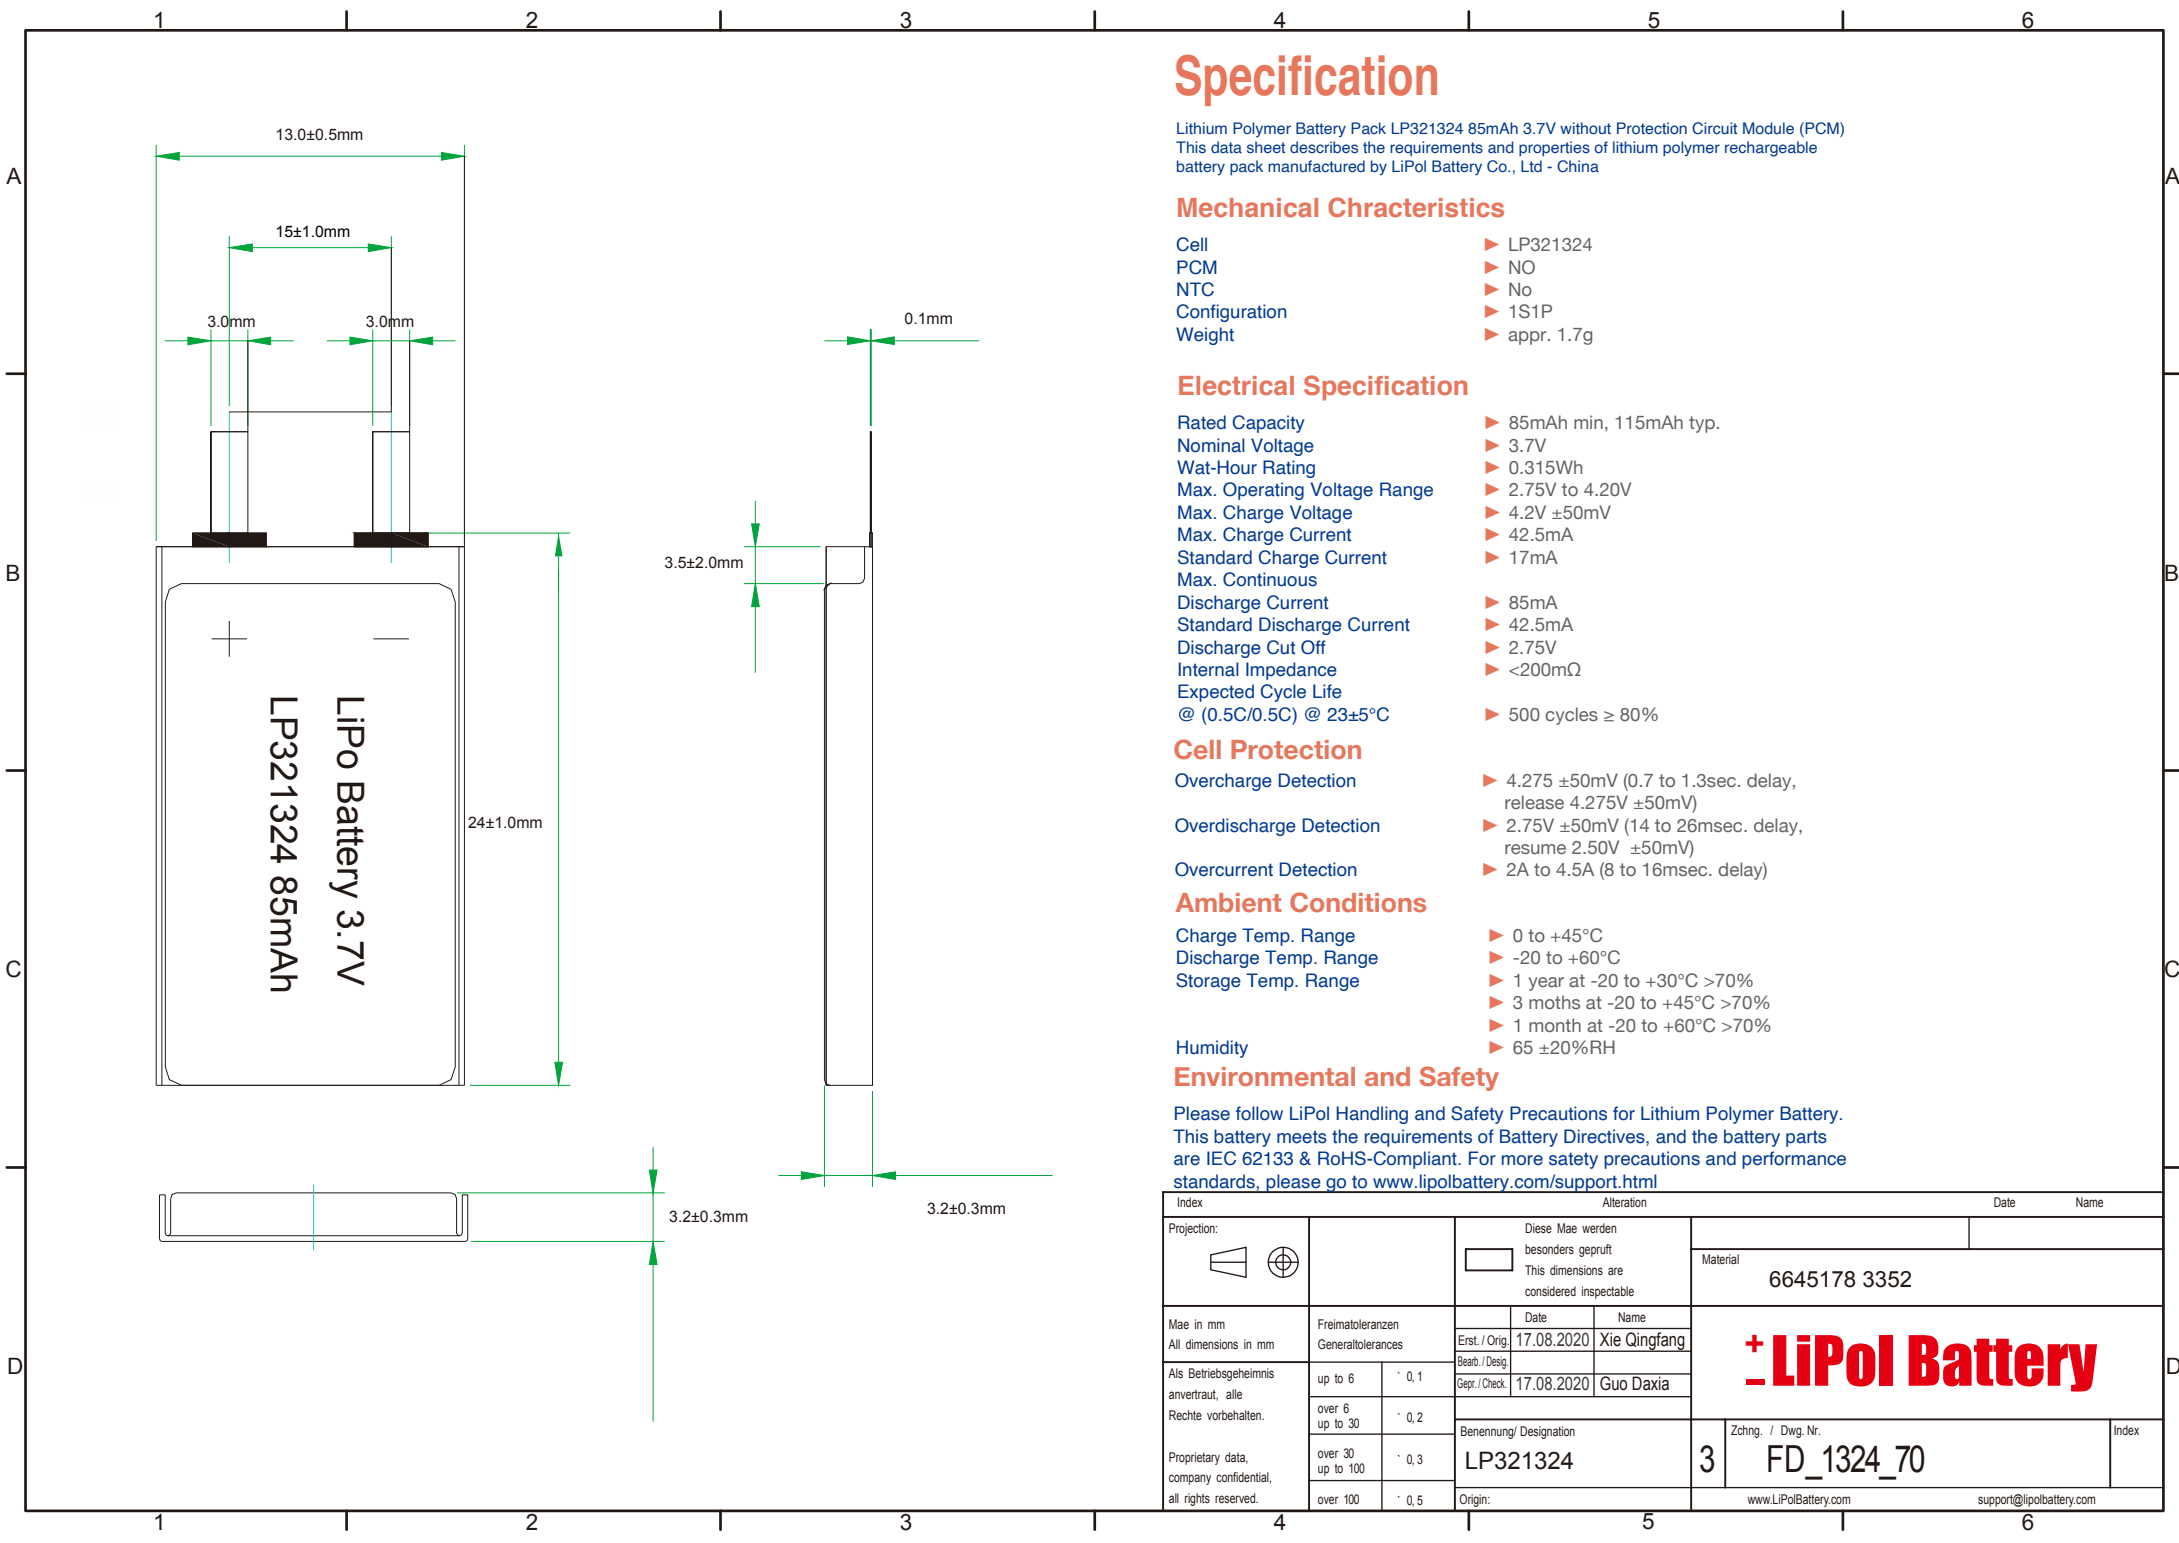 1 2 3 4 5 6
A A
B B
C C
D D
13.0±0.5mm
15±1.0mm
3.0mm 3.0mm
0.1mm
3.5±2.0mm
24±1.0mm
+ —
LiPo Battery 3.7V
LP321324 85mAh
3.2±0.3mm
3.2±0.3mm
Specification
Lithium Polymer Battery Pack LP321324 85mAh 3.7V without Protection Circuit Module (PCM)
This data sheet describes the requirements and properties of lithium polymer rechargeable
battery pack manufactured by LiPol Battery Co., Ltd - China
Mechanical Chracteristics
Cell ► LP321324
PCM ► NO
NTC ► No
Configuration ► 1S1P
Weight ► appr. 1.7g
Electrical Specification
Rated Capacity ► 85mAh min, 115mAh typ.
Nominal Voltage ► 3.7V
Wat-Hour Rating ► 0.315Wh
Max. Operating Voltage Range ► 2.75V to 4.20V
Max. Charge Voltage ► 4.2V ±50mV
Max. Charge Current ► 42.5mA
Standard Charge Current ► 17mA
Max. Continuous
Discharge Current ► 85mA
Standard Discharge Current ► 42.5mA
Discharge Cut Off ► 2.75V
Internal Impedance ► <200mΩ
Expected Cycle Life
@ (0.5C/0.5C) @ 23±5°C ► 500 cycles ≥ 80%
Cell Protection
Overcharge Detection ► 4.275 ±50mV (0.7 to 1.3sec. delay,
release 4.275V ±50mV)
Overdischarge Detection ► 2.75V ±50mV (14 to 26msec. delay,
resume 2.50V ±50mV)
Overcurrent Detection ► 2A to 4.5A (8 to 16msec. delay)
Ambient Conditions
Charge Temp. Range ► 0 to +45°C
Discharge Temp. Range ► -20 to +60°C
Storage Temp. Range ► 1 year at -20 to +30°C >70%
► 3 moths at -20 to +45°C >70%
► 1 month at -20 to +60°C >70%
Humidity ► 65 ±20%RH
Environmental and Safety
Please follow LiPol Handling and Safety Precautions for Lithium Polymer Battery.
This battery meets the requirements of Battery Directives, and the battery parts
are IEC 62133 & RoHS-Compliant. For more satety precautions and performance
standards, please go to www.lipolbattery.com/support.html
Index Alteration Date Name
Projection:
Diese Mae werden
besonders gepruft
This dimensions are
considered inspectable
Material
6645178 3352
Mae in mm
All dimensions in mm
Freimatoleranzen
Generaltolerances
Date Name
Erst. / Orig. 17.08.2020 Xie Qingfang
Bearb. / Desig.
Gepr. / Check. 17.08.2020 Guo Daxia
Als Betriebsgeheimnis
anvertraut, alle
Rechte vorbehalten.
Proprietary data,
company confidential,
all rights reserved.
up to 6 ` 0, 1
over 6
up to 30 ` 0, 2
over 30
up to 100 ` 0, 3
over 100 ` 0, 5
Benennung/ Designation
LP321324
Origin:
+
− LiPol Battery
3
Zchng. / Dwg. Nr.
FD_1324_70
Index
www.LiPolBattery.com support@lipolbattery.com
1 2 3 4 5 6